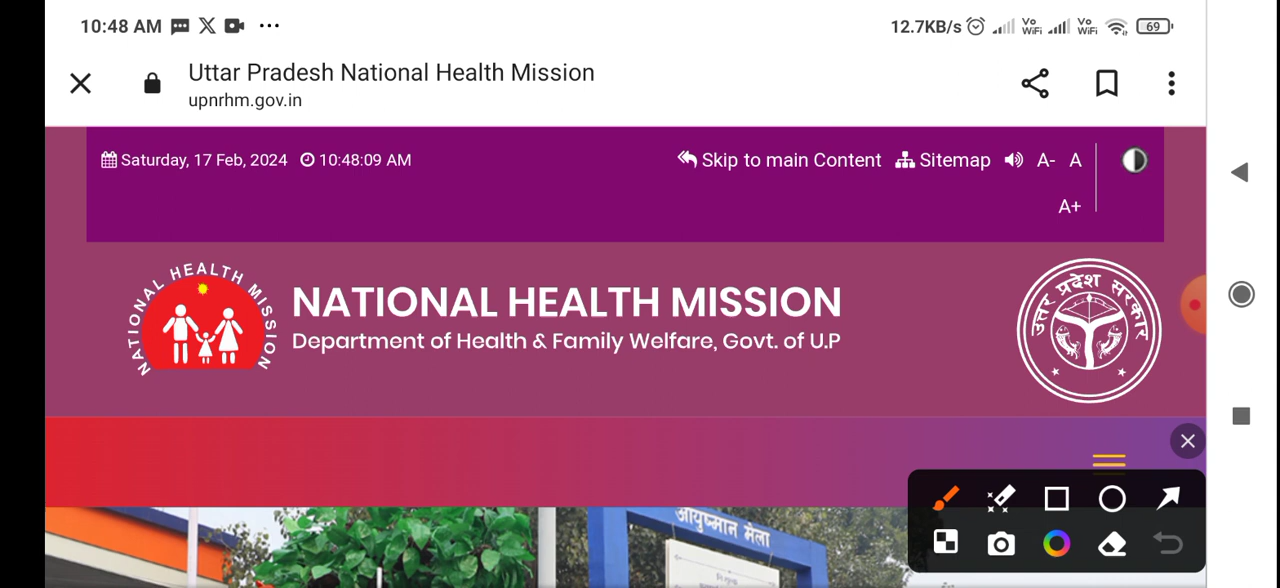 10:48 AM
12.7KB/s
Vo WiFi
Vo WiFi
69
Uttar Pradesh National Health Mission
upnrhm.gov.in
Saturday, 17 Feb, 2024 10:48:09 AM
Skip to main Content Sitemap A- A
A+
NATIONAL HEALTH MISSION
NATIONAL HEALTH MISSION
Department of Health & Family Welfare, Govt. of U.P
उत्तर प्रदेश सरकार
आयुष्मान मेला